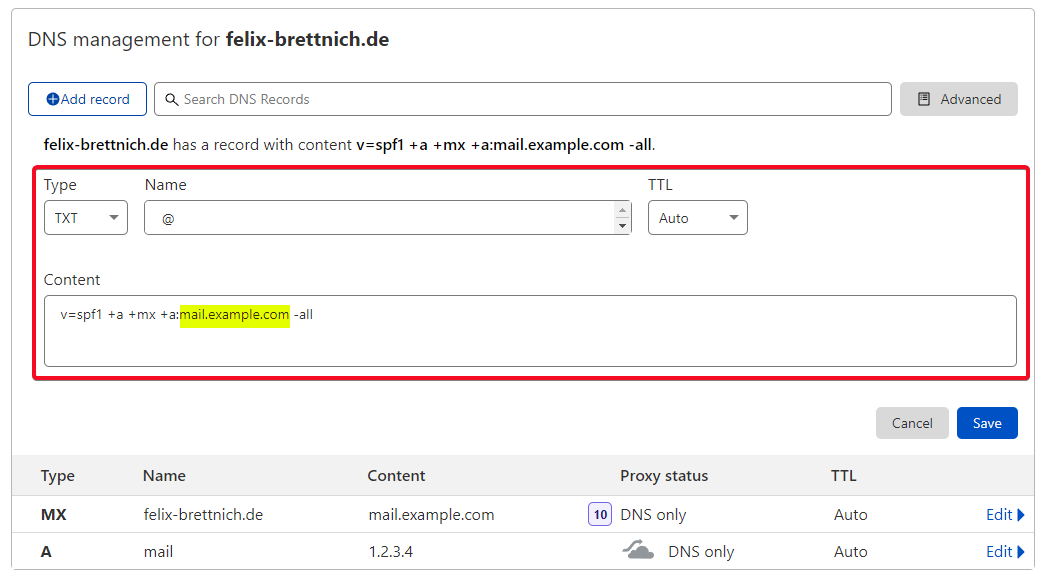 DNS management for felix-brettnich.de
Add record
Search DNS Records
Advanced
felix-brettnich.de has a record with content v=spf1 +a +mx +a:mail.example.com -all.
Type Name TTL
TXT @ Auto
Content
v=spf1 +a +mx +a:mail.example.com -all
Cancel Save
Type Name Content Proxy status TTL
MX felix-brettnich.de mail.example.com 10 DNS only Auto Edit
A mail 1.2.3.4 DNS only Auto Edit